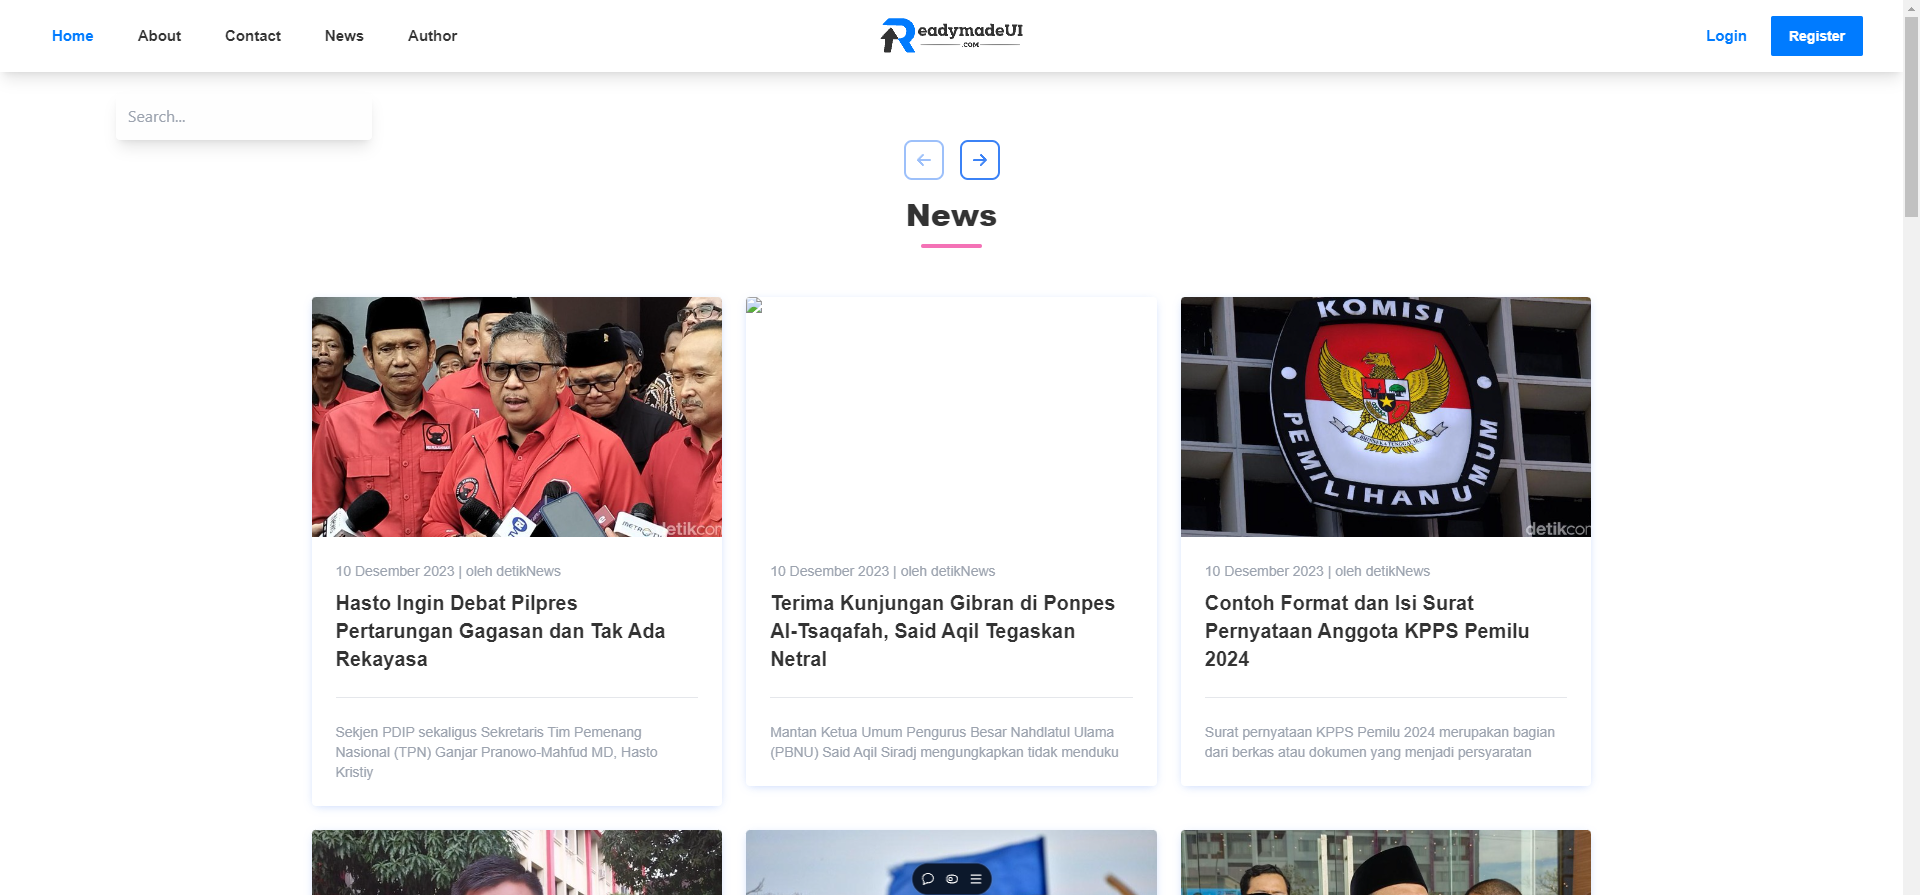 Home
About
Contact
News
Author
ReadymadeUI
.COM
Login
Register
Search...
News
TVRI
METRO TV
detikcom
KOMISI
PEMILIHAN UMUM
detikcom
10 Desember 2023 | oleh detikNews
Hasto Ingin Debat Pilpres
Pertarungan Gagasan dan Tak Ada
Rekayasa
Sekjen PDIP sekaligus Sekretaris Tim Pemenang
Nasional (TPN) Ganjar Pranowo-Mahfud MD, Hasto
Kristiy
10 Desember 2023 | oleh detikNews
Terima Kunjungan Gibran di Ponpes
Al-Tsaqafah, Said Aqil Tegaskan
Netral
Mantan Ketua Umum Pengurus Besar Nahdlatul Ulama
(PBNU) Said Aqil Siradj mengungkapkan tidak menduku
10 Desember 2023 | oleh detikNews
Contoh Format dan Isi Surat
Pernyataan Anggota KPPS Pemilu
2024
Surat pernyataan KPPS Pemilu 2024 merupakan bagian
dari berkas atau dokumen yang menjadi persyaratan